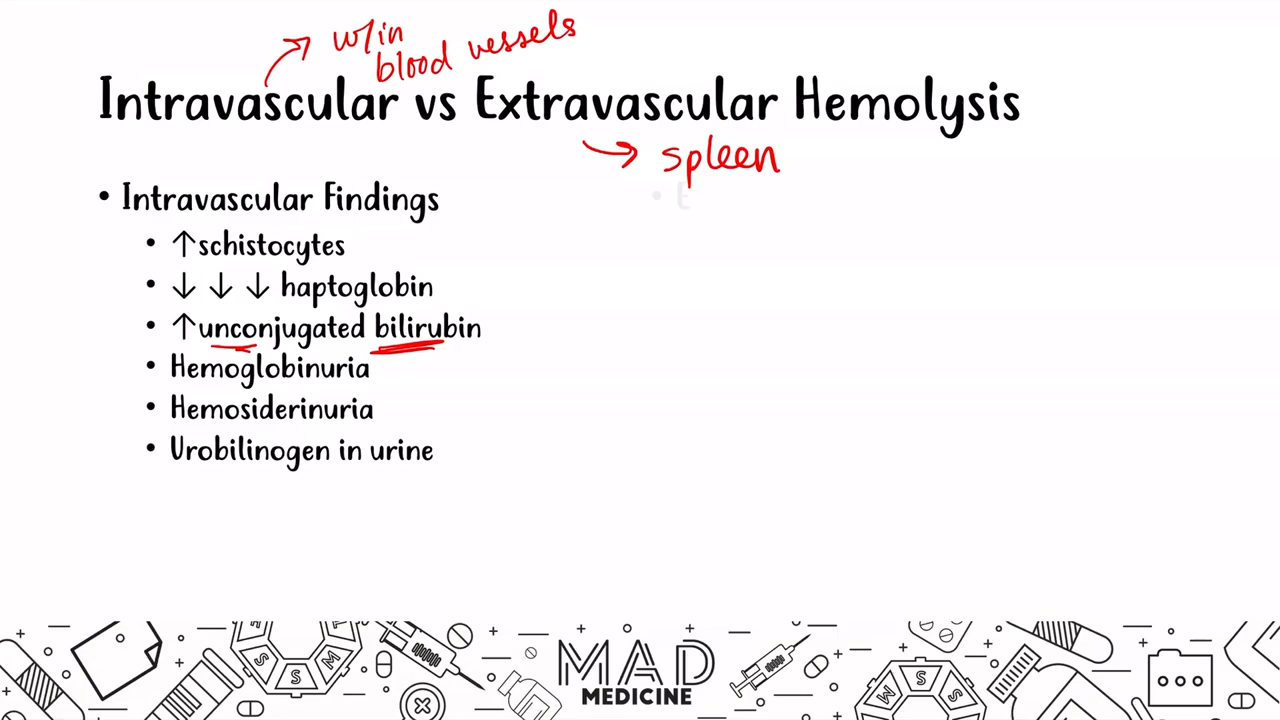 w/in
blood vessels
Intravascular vs Extravascular Hemolysis
spleen
• Intravascular Findings
• E
• ↑schistocytes
• ↓ ↓ ↓ haptoglobin
• ↑unconjugated bilirubin
• Hemoglobinuria
• Hemosiderinuria
• Urobilinogen in urine
S
S
M
M
S
S
MAD
MEDICINE